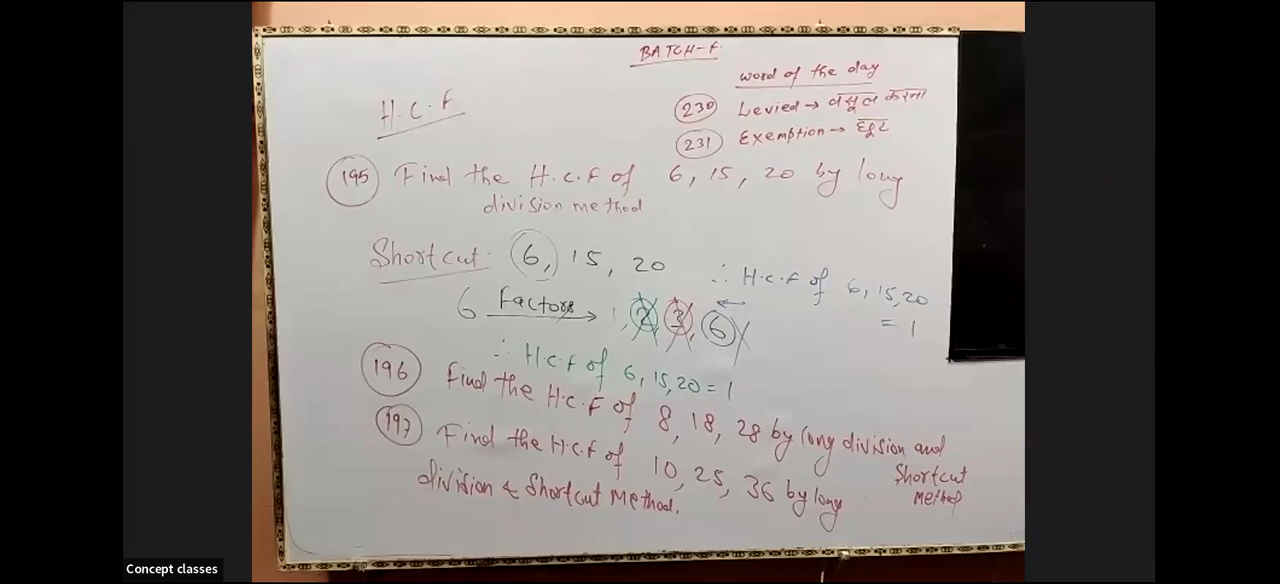 BATCH-F.
word of the day
H.C.F
230 Levied → वसूल करना
231 Exemption → छूट
195 Find the H.C.F of 6, 15, 20 by long
division method
Shortcut- 6, 15, 20
∴ H.C.F of 6, 15, 20
= 1
6 Factors → 1, 2, 3, 6
∴ H.C.F of 6, 15, 20 = 1
196 Find the H.C.F of 8, 18, 28 by long division and
Shortcut
Method
197 Find the H.C.F of 10, 25, 36 by long
division & Shortcut Method.
Concept classes